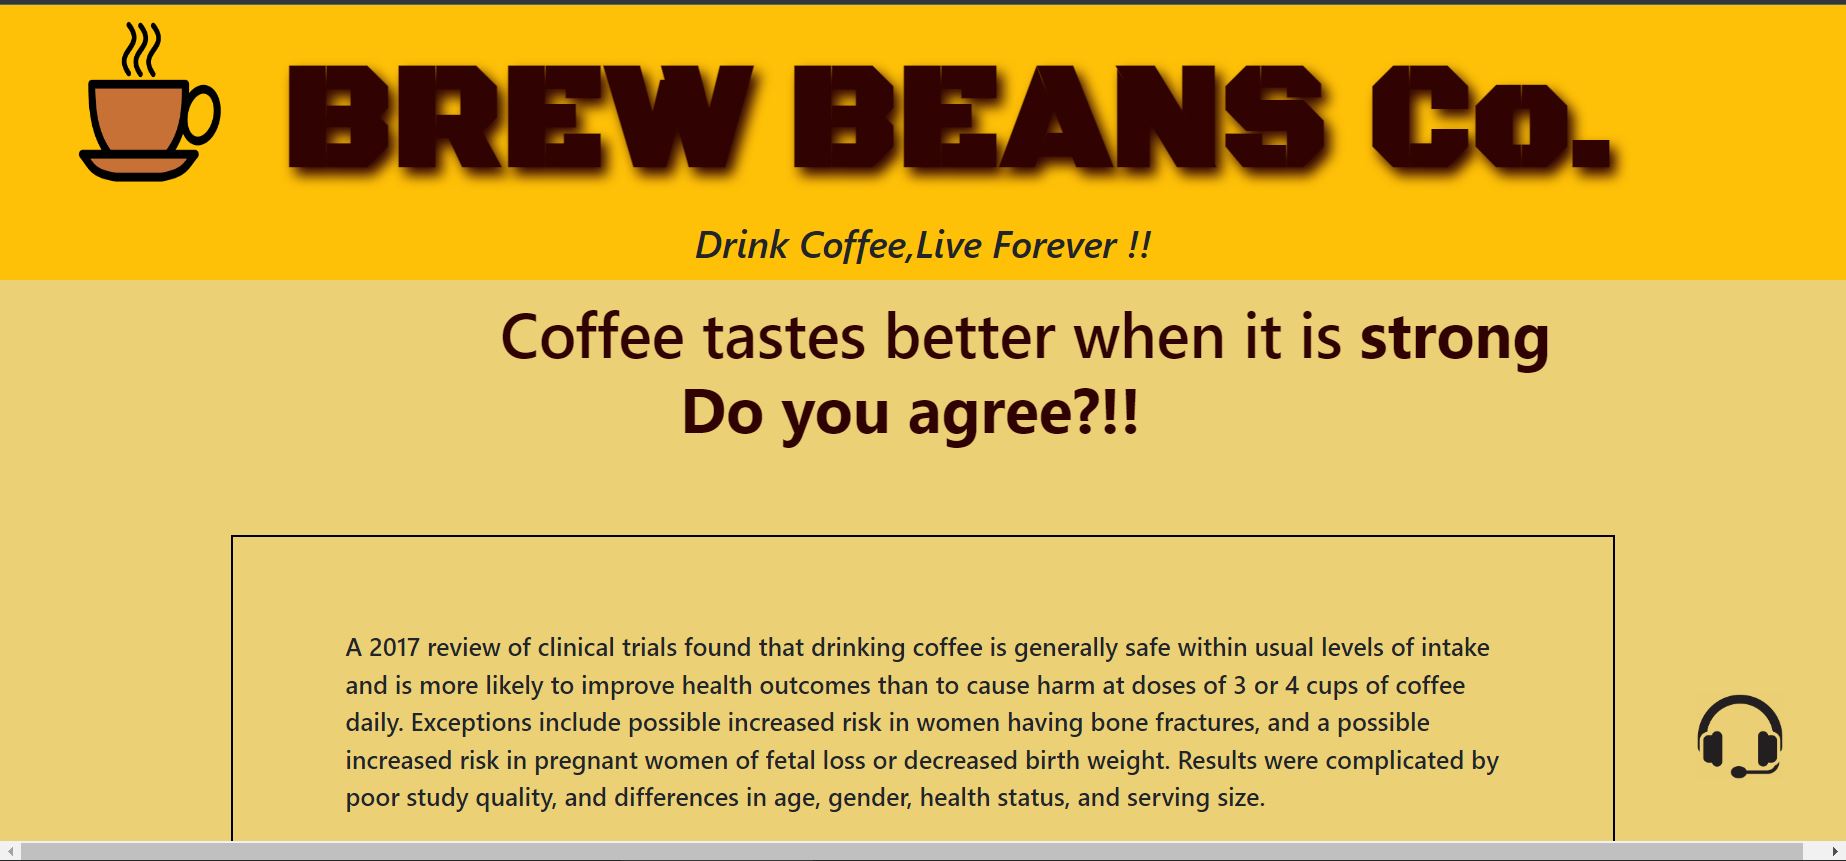 BREW BEANS Co.
Drink Coffee,Live Forever !!
Coffee tastes better when it is strong
Do you agree?!!
A 2017 review of clinical trials found that drinking coffee is generally safe within usual levels of intake
and is more likely to improve health outcomes than to cause harm at doses of 3 or 4 cups of coffee
daily. Exceptions include possible increased risk in women having bone fractures, and a possible
increased risk in pregnant women of fetal loss or decreased birth weight. Results were complicated by
poor study quality, and differences in age, gender, health status, and serving size.